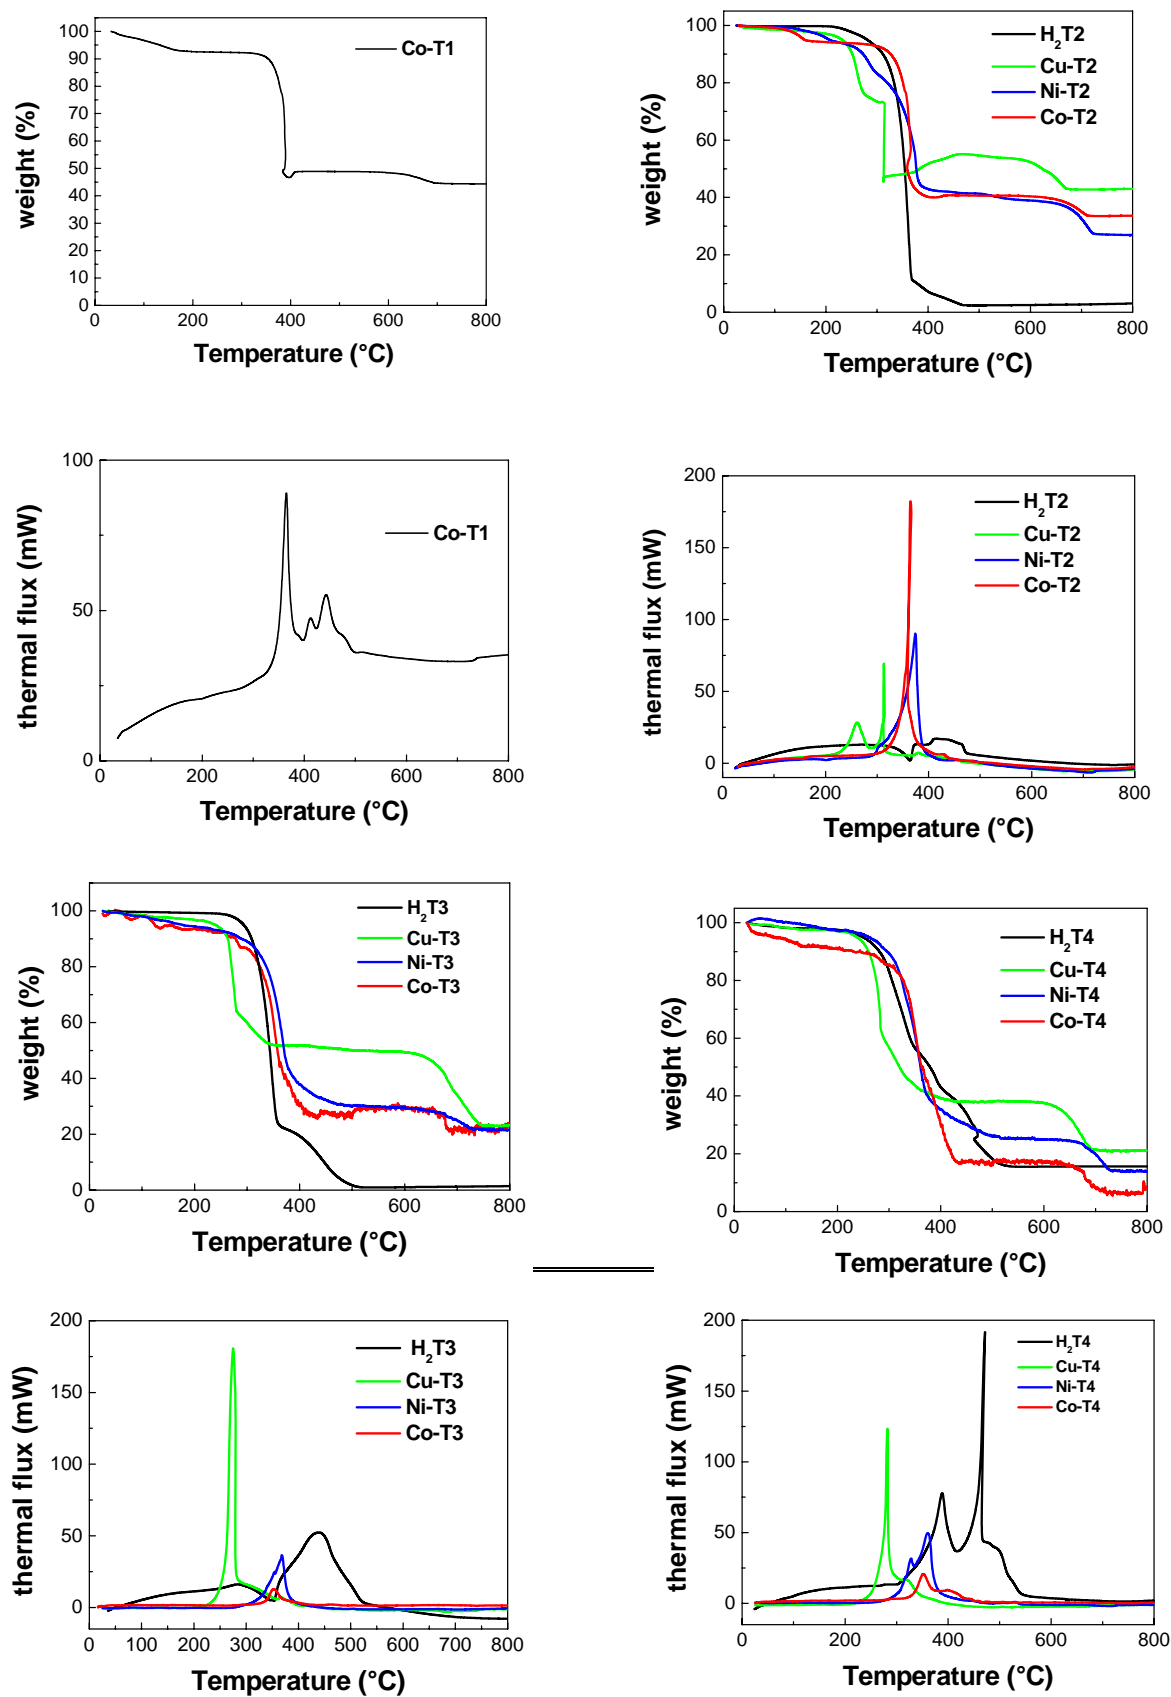 100
90
80
70
60
50
40
30
20
10
0
weight (%)
Co-T1
0 200 400 600 800
Temperature (°C)
100
80
60
40
20
0
weight (%)
H2T2
Cu-T2
Ni-T2
Co-T2
0 200 400 600 800
Temperature (°C)
100
50
0
thermal flux (mW)
Co-T1
0 200 400 600 800
Temperature (°C)
200
150
100
50
0
thermal flux (mW)
H2T2
Cu-T2
Ni-T2
Co-T2
0 200 400 600 800
Temperature (°C)
100
80
60
40
20
0
weight (%)
H2T3
Cu-T3
Ni-T3
Co-T3
0 200 400 600 800
Temperature (°C)
100
80
60
40
20
0
weight (%)
H2T4
Cu-T4
Ni-T4
Co-T4
0 200 400 600 800
Temperature (°C)
200
150
100
50
0
thermal flux (mW)
H2T3
Cu-T3
Ni-T3
Co-T3
0 100 200 300 400 500 600 700 800
Temperature (°C)
200
150
100
50
0
thermal flux (mW)
H2T4
Cu-T4
Ni-T4
Co-T4
0 200 400 600 800
Temperature (°C)